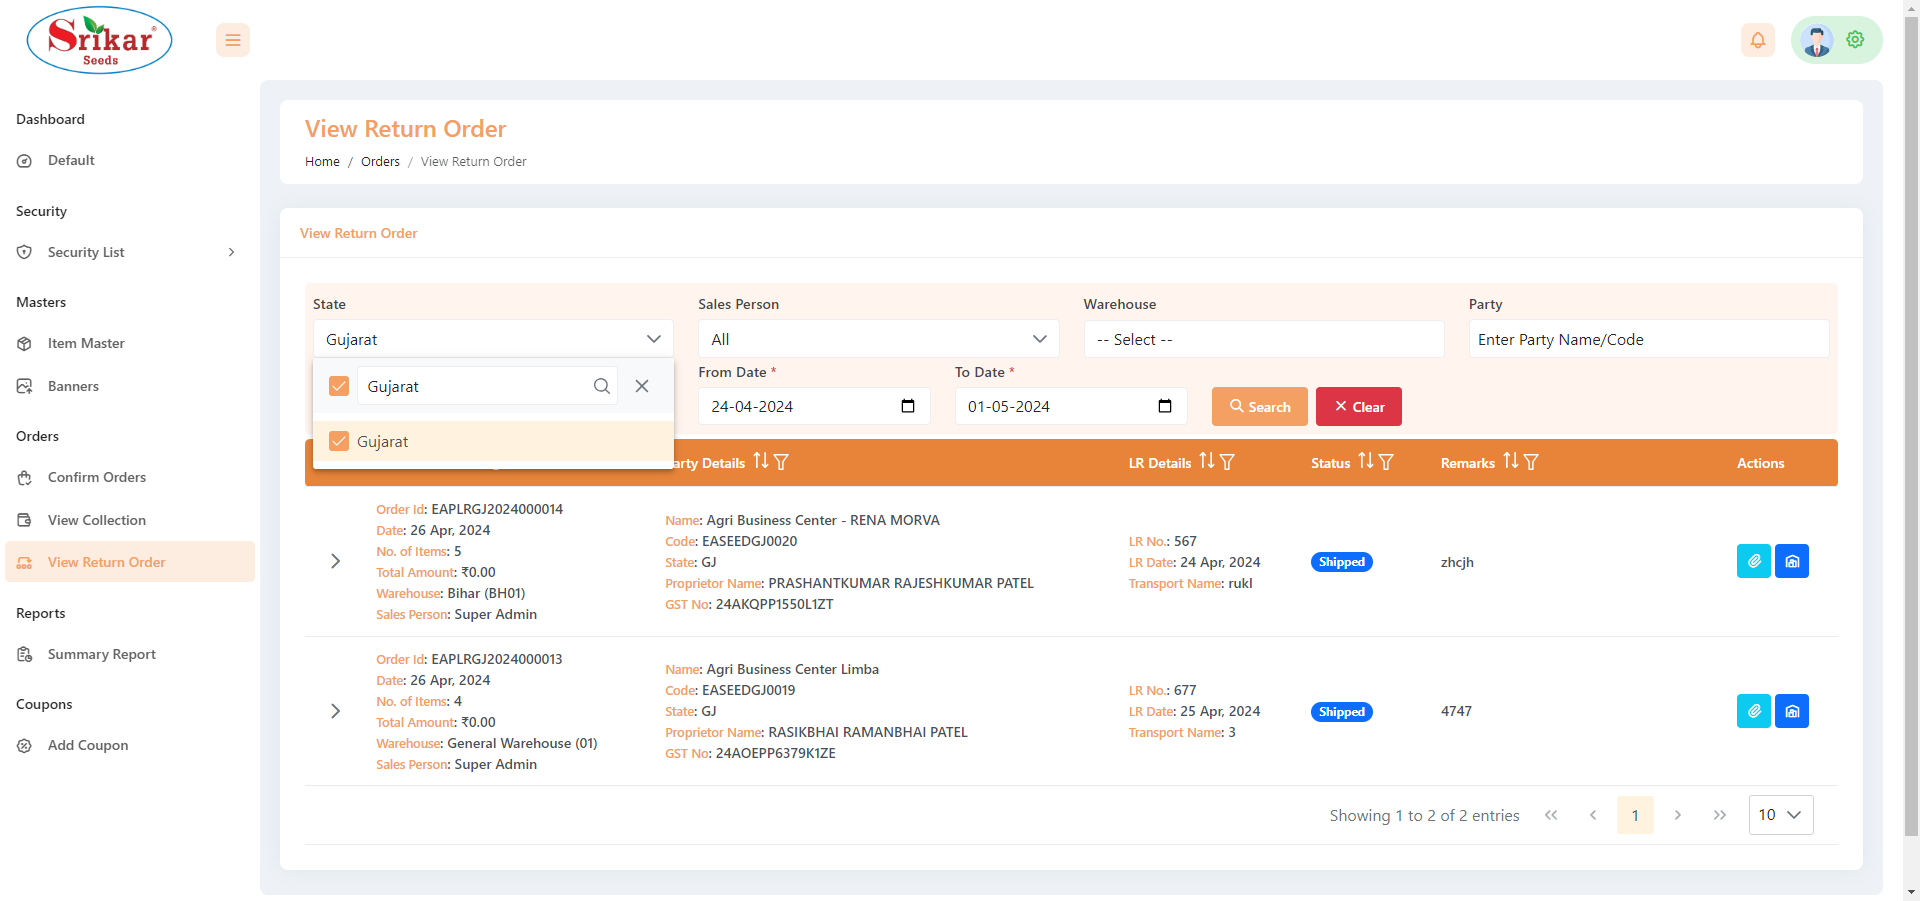 Srikar
Seeds
Dashboard
Default
Security
Security List
Masters
Item Master
Banners
Orders
Confirm Orders
View Collection
View Return Order
Reports
Summary Report
Coupons
Add Coupon
View Return Order
Home / Orders / View Return Order
View Return Order
State
Sales Person
Warehouse
Party
Gujarat
All
-- Select --
Enter Party Name/Code
Gujarat
Gujarat
From Date *
To Date *
24-04-2024
01-05-2024
Search
Clear
arty Details
LR Details
Status
Remarks
Actions
Order Id: EAPLRGJ2024000014
Date: 26 Apr, 2024
No. of Items: 5
Total Amount: ₹0.00
Warehouse: Bihar (BH01)
Sales Person: Super Admin
Name: Agri Business Center - RENA MORVA
Code: EASEEDGJ0020
State: GJ
Proprietor Name: PRASHANTKUMAR RAJESHKUMAR PATEL
GST No: 24AKQPP1550L1ZT
LR No.: 567
LR Date: 24 Apr, 2024
Transport Name: rukl
Shipped
zhcjh
Order Id: EAPLRGJ2024000013
Date: 26 Apr, 2024
No. of Items: 4
Total Amount: ₹0.00
Warehouse: General Warehouse (01)
Sales Person: Super Admin
Name: Agri Business Center Limba
Code: EASEEDGJ0019
State: GJ
Proprietor Name: RASIKBHAI RAMANBHAI PATEL
GST No: 24AOEPP6379K1ZE
LR No.: 677
LR Date: 25 Apr, 2024
Transport Name: 3
Shipped
4747
Showing 1 to 2 of 2 entries
1
10